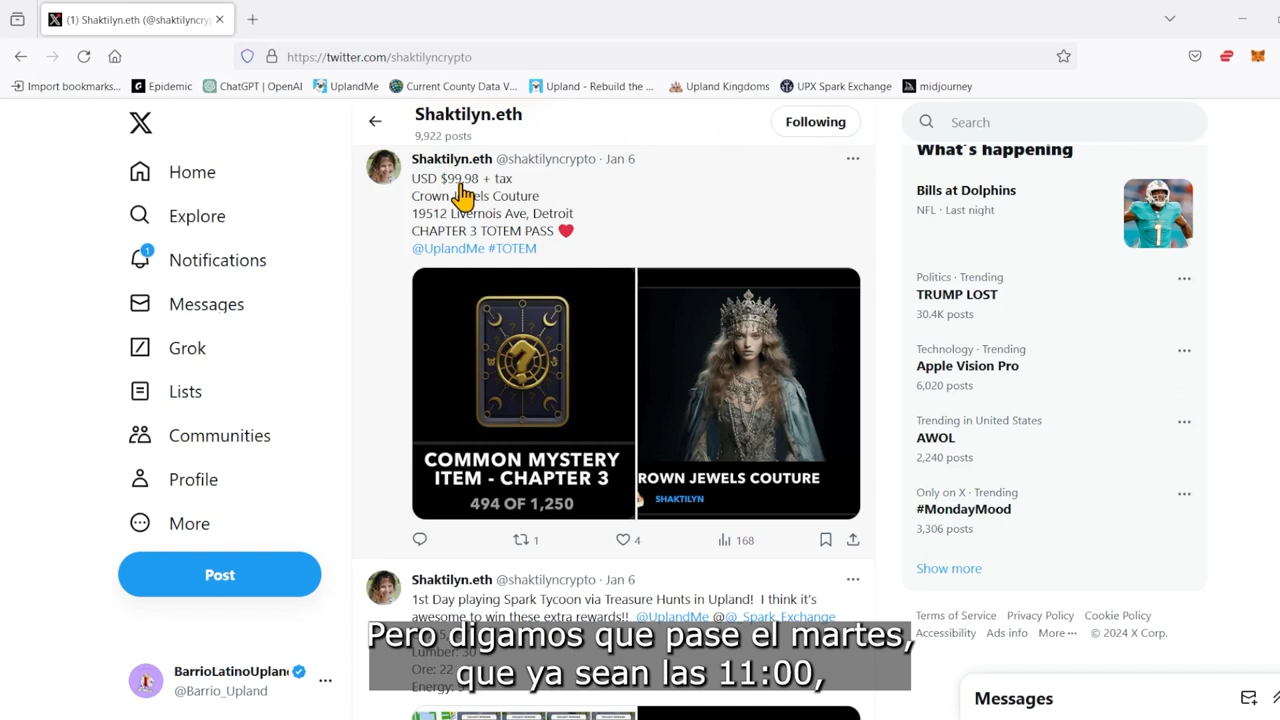 (1) Shaktilyn.eth (@shaktilyncry
https://twitter.com/shaktilyncrypto
Import bookmarks...
Epidemic
ChatGPT | OpenAI
UplandMe
Current County Data V...
Upland - Rebuild the ...
Upland Kingdoms
UPX Spark Exchange
midjourney
Home
Explore
1
Notifications
Messages
Grok
Lists
Communities
Profile
More
Post
BarrioLatinoUpland
@Barrio_Upland
Shaktilyn.eth
9,922 posts
Following
Shaktilyn.eth @shaktilyncrypto · Jan 6
USD $99.98 + tax
Crown Jewels Couture
19512 Livernois Ave, Detroit
CHAPTER 3 TOTEM PASS ❤️
@UplandMe #TOTEM
COMMON MYSTERY
ITEM - CHAPTER 3
494 OF 1,250
ROWN JEWELS COUTURE
SHAKTILYN
1
4
168
Shaktilyn.eth @shaktilyncrypto · Jan 6
1st Day playing Spark Tycoon via Treasure Hunts in Upland! I think it's
awesome to win these extra rewards!! @UplandMe @@_Spark_Exchange
Lumber: 30
Ore: 22
Energy:
Pero digamos que pase el martes,
que ya sean las 11:00,
Search
What's happening
Bills at Dolphins
NFL · Last night
Politics · Trending
TRUMP LOST
30.4K posts
Technology · Trending
Apple Vision Pro
6,020 posts
Trending in United States
AWOL
2,240 posts
Only on X · Trending
#MondayMood
3,306 posts
Show more
Terms of Service Privacy Policy Cookie Policy
Accessibility Ads info More ··· © 2024 X Corp.
Messages